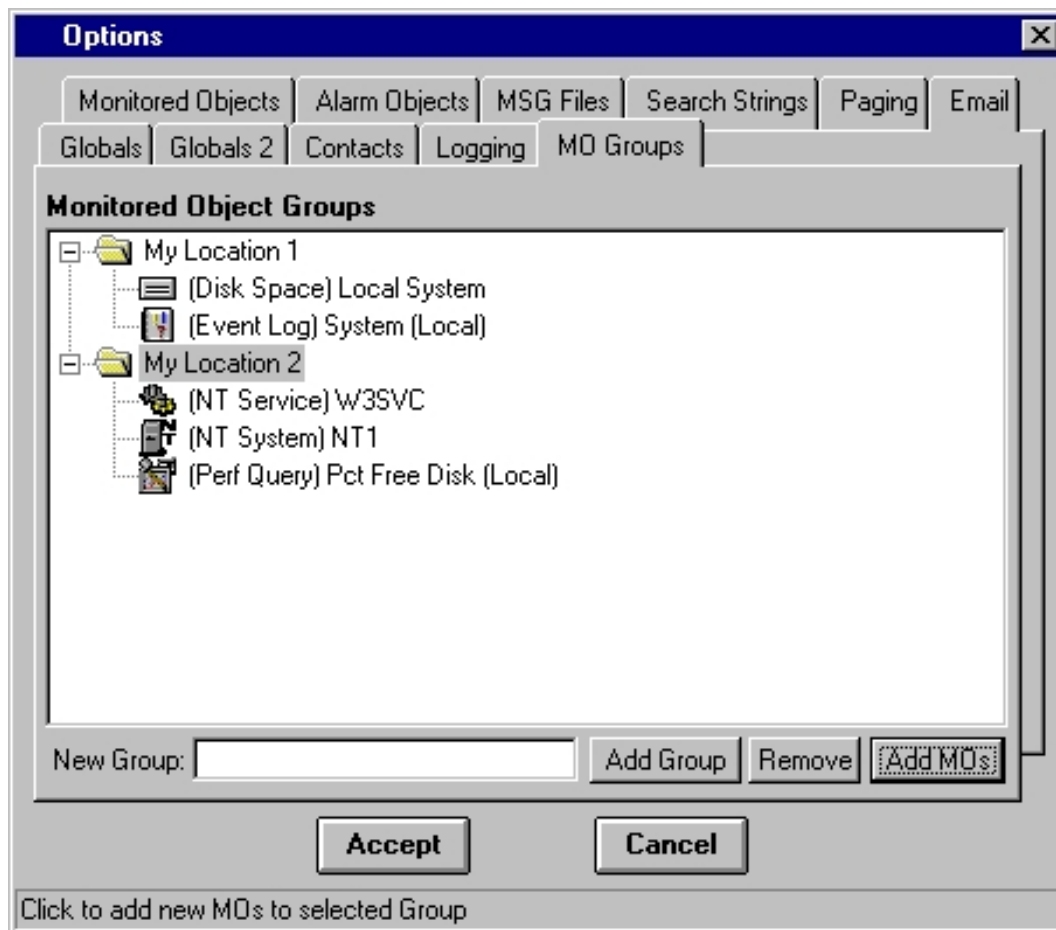 Options
Monitored Objects Alarm Objects MSG Files Search Strings Paging Email
Globals Globals 2 Contacts Logging MO Groups
Monitored Object Groups
My Location 1
(Disk Space) Local System
(Event Log) System (Local)
My Location 2
(NT Service) W3SVC
(NT System) NT1
(Perf Query) Pct Free Disk (Local)
New Group: Add Group Remove Add MOs
Accept Cancel
Click to add new MOs to selected Group